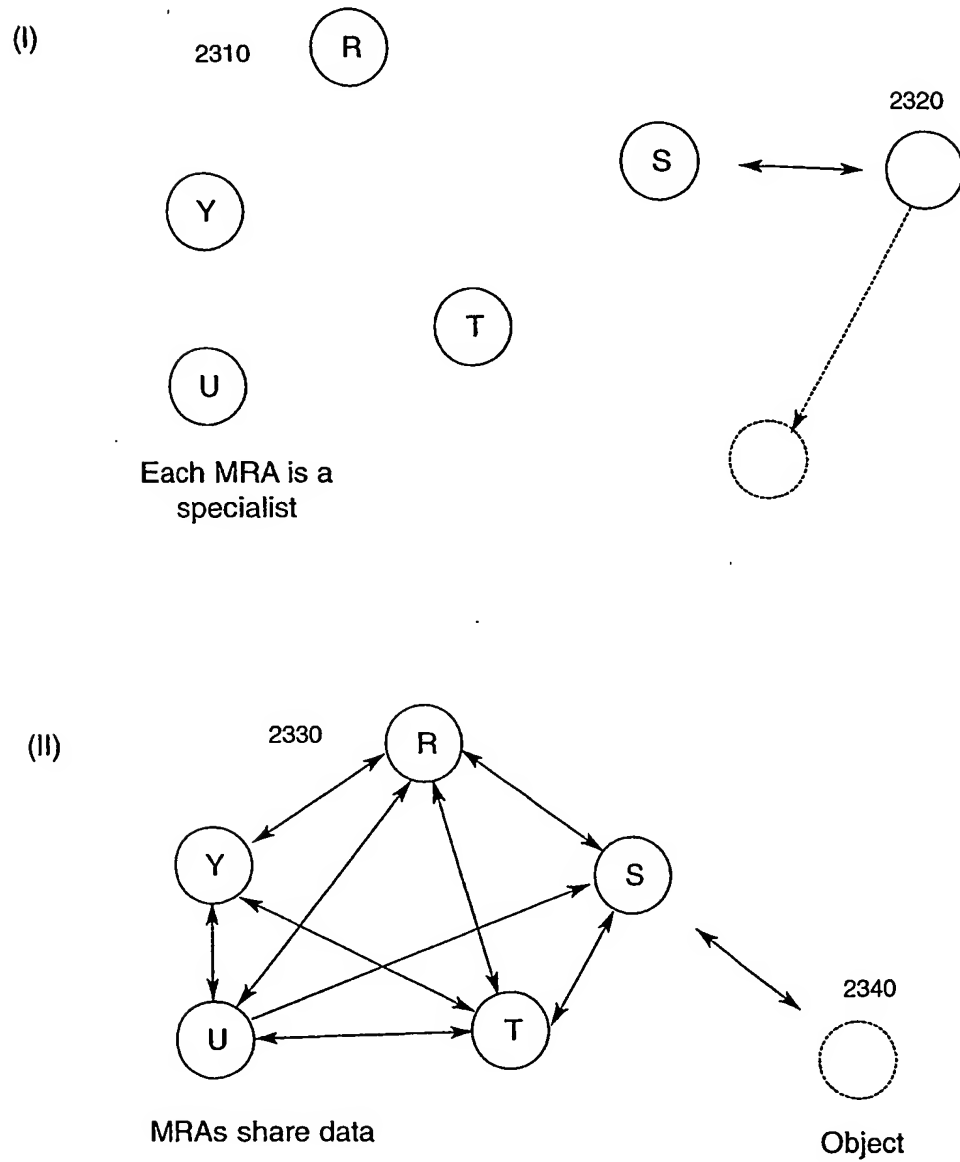 (I)
2310
R
2320
S
Y
T
U
Each MRA is a
specialist
(II)
2330
R
Y
S
U
T
2340
MRAs share data
Object